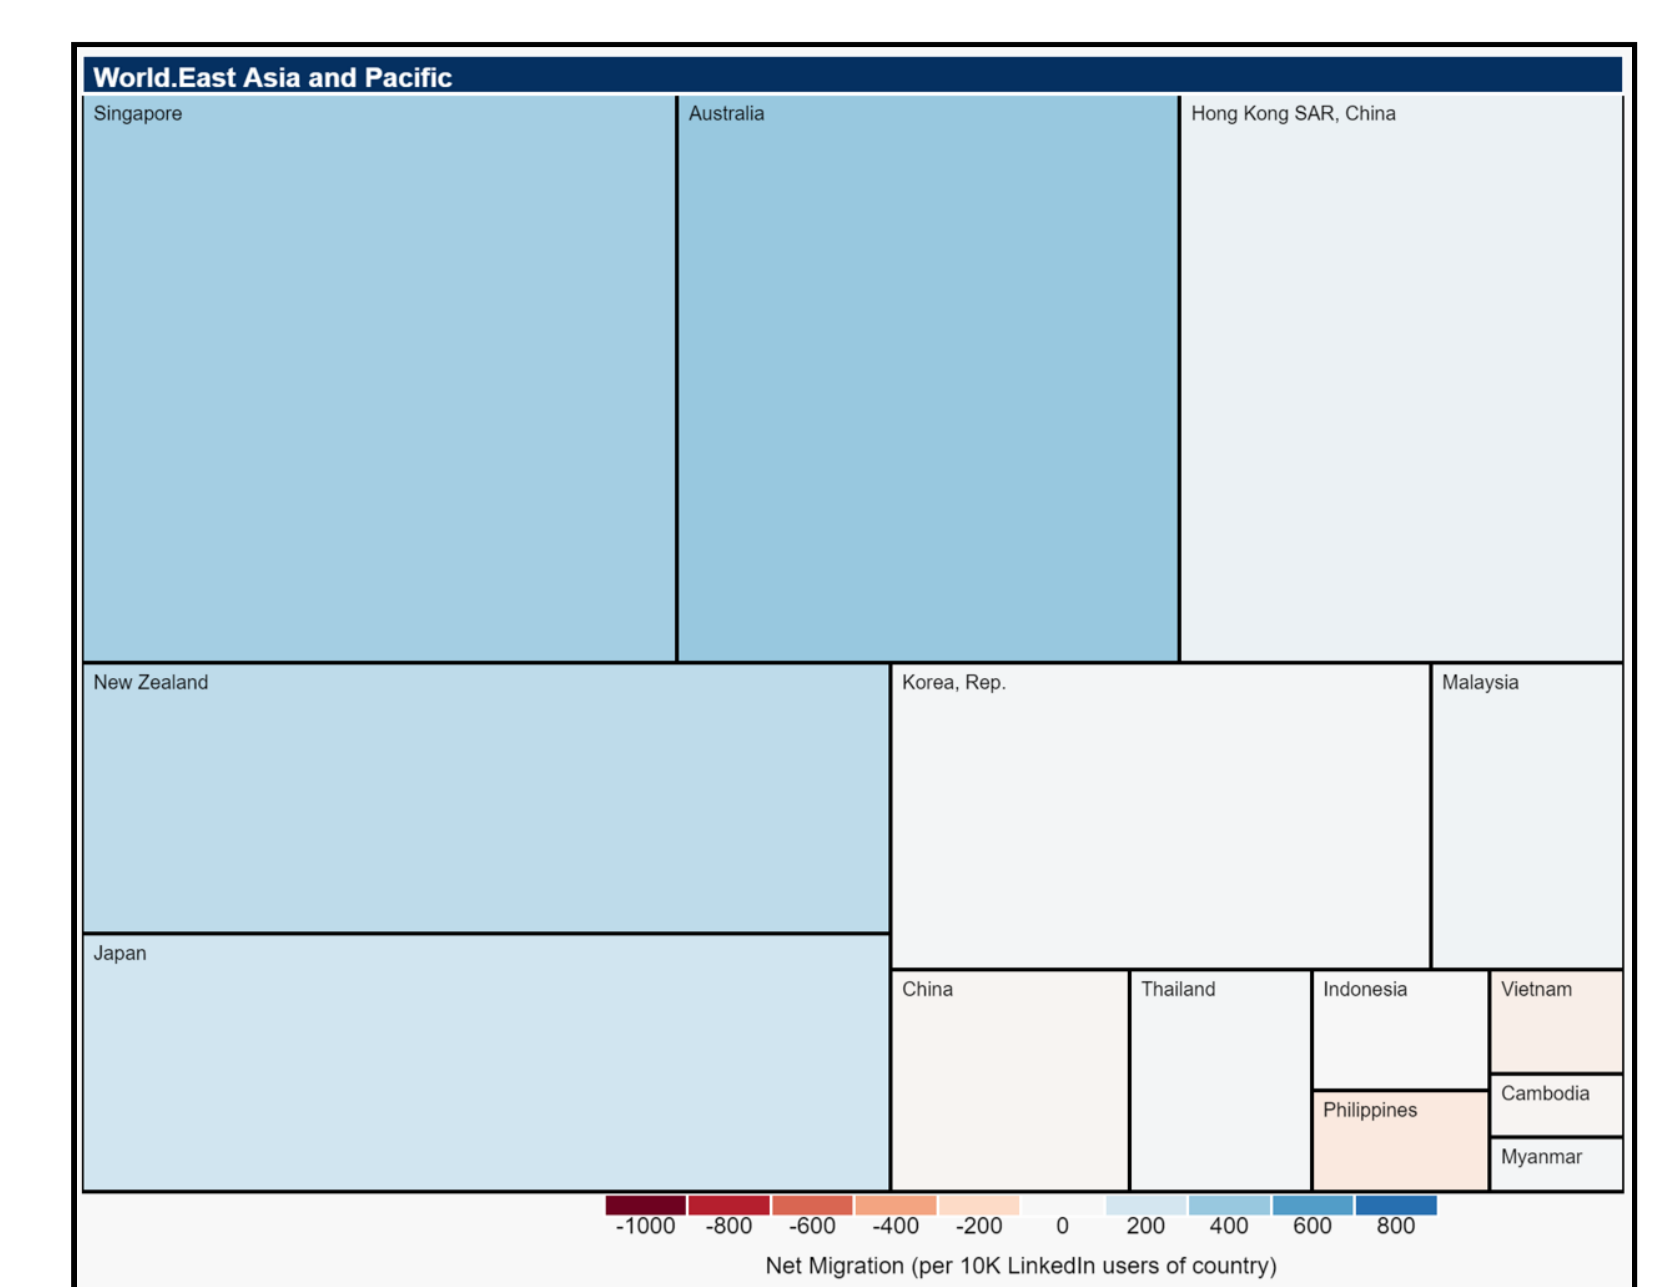 World.East Asia and Pacific
Singapore
Australia
Hong Kong SAR, China
New Zealand
Korea, Rep.
Malaysia
Japan
China
Thailand
Indonesia
Vietnam
Philippines
Cambodia
Myanmar
-1000 -800 -600 -400 -200 0 200 400 600 800
Net Migration (per 10K LinkedIn users of country)